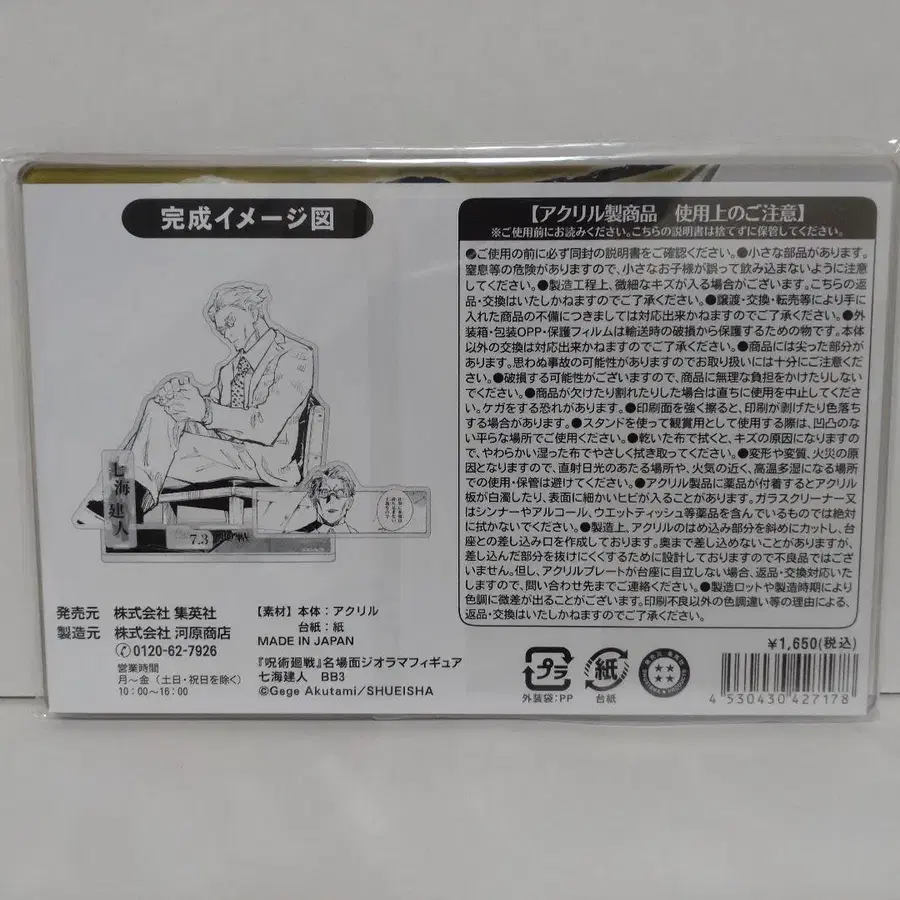 完成イメージ図
七海建人
7.3
発売元 株式会社 集英社
製造元 株式会社 河原商店
0120-62-7926
営業時間
月～金（土日・祝日を除く）
10：00～16：00
【素材】本体：アクリル
台紙：紙
MADE IN JAPAN
『呪術廻戦』名場面ジオラマフィギュア
七海建人 BB3
©Gege Akutami/SHUEISHA
【アクリル製商品 使用上のご注意】
※ご使用前にお読みください。こちらの説明書は捨てずに保管してください。
●ご使用の前に必ず同封の説明書をご確認ください。●小さな部品があります。
窒息等の危険がありますので、小さなお子様が誤って飲み込まないように注意
してください。●製造工程上、微細なキズが入る場合がございます。こちらの返
品・交換はいたしかねますのでご了承ください。●譲渡・交換・転売等により手に
入れた商品の不備につきましては対応出来かねますのでご了承ください。●外
装箱・包装OPP・保護フィルムは輸送時の破損から保護するための物です。本体
以外の交換は対応出来かねますのでご了承ください。●商品には尖った部分が
あります。思わぬ事故の可能性がありますのでお取り扱いには十分にご注意くださ
い。●破損する可能性がございますので、商品に無理な負担をかけたりしない
でください。●商品が欠けたり割れたりした場合は直ちに使用を中止してくださ
い。ケガをする恐れがあります。●印刷面を強く擦ると、印刷が剥げたり色落ち
する場合があります。●スタンドを使って観賞用として使用する際は、凹凸のな
い平らな場所でご使用ください。●乾いた布で拭くと、キズの原因になりますの
で、やわらかい湿った布でやさしく拭き取ってください。●変形や変質、火災の原
因となりますので、直射日光のあたる場所や、火気の近く、高温多湿になる場所
での使用・保管は避けてください。●アクリル製品に薬品が付着するとアクリル
板が白濁したり、表面に細かいヒビが入ることがあります。ガラスクリーナー又
はシンナーやアルコール、ウエットティッシュ等薬品を含んでいるものでは絶対
に拭かないでください。●製造上、アクリルのはめ込み部分を斜めにカットし、台
座との差し込み口を作成しております。奥まで差し込めないことがありますが、
差し込んだ部分を抜けにくくするために設計しておりますので不良品ではござ
いません。但し、アクリルプレートが台座に自立しない場合、返品・交換対応いた
しますので、問い合わせ先までご連絡ください。●製造ロットや製造時期により
色調に微差が出ることがございます。印刷不良以外の色調違い等の理由による、
返品・交換はいたしかねますのでご了承ください。
¥1,650(税込)
プラ
外装袋：PP
紙
台紙
4 530430 427178